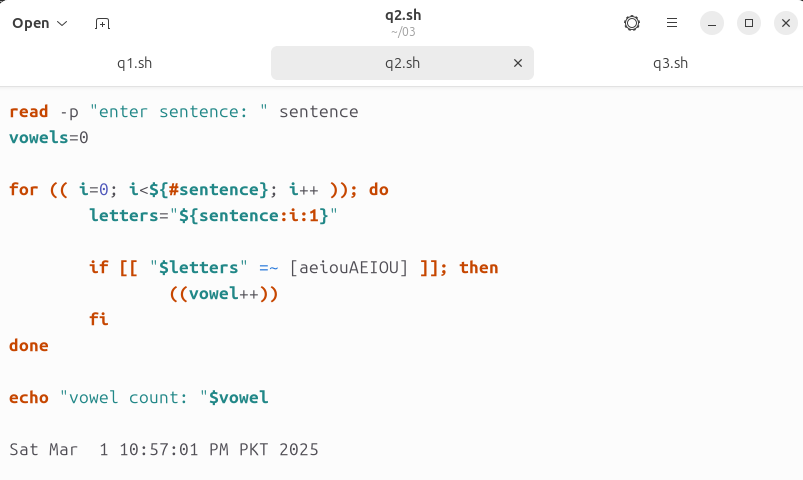 Open
q2.sh
~/03
q1.sh
q2.sh
q3.sh
read -p "enter sentence: " sentence
vowels=0
for (( i=0; i<${#sentence}; i++ )); do
letters="${sentence:i:1}"
if [[ "$letters" =~ [aeiouAEIOU] ]]; then
((vowel++))
fi
done
echo "vowel count: "$vowel
Sat Mar  1 10:57:01 PM PKT 2025